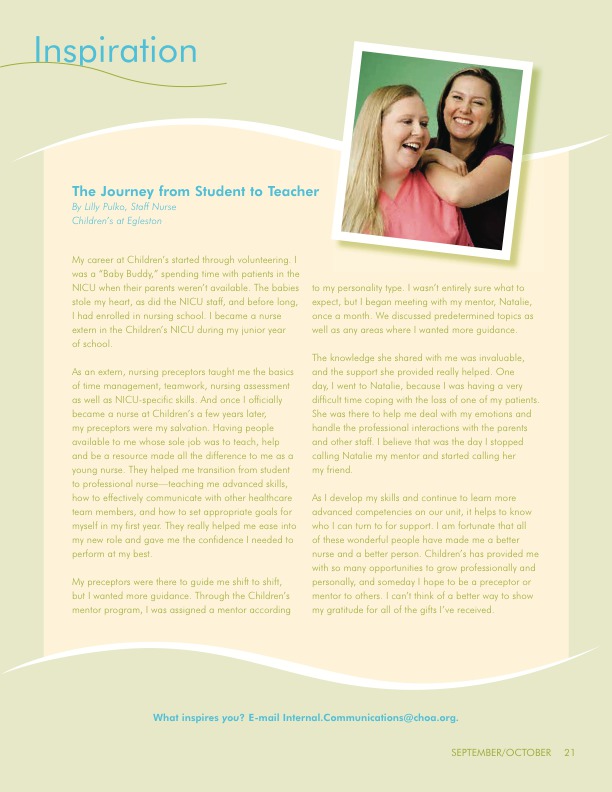 Inspiration
The Journey from Student to Teacher
By Lilly Pulka, Staff Nurse
Children's at Egleston
My career at Children's started through volunteering. I
was a "Baby Buddy," spending time with patients in the
NICU when their parents weren't available. The babies
stole my heart, as did the NICU staff, and before long,
I had enrolled in nursing school. I became a nurse
extern in the Children's NICU during my junior year
of school.
As an extern, nursing preceptors taught me the basics
of time management, teamwork, nursing assessment
as well as NICU-specific skills. And once I officially
became a nurse at Children's a few years later,
my preceptors were my salvation. Having people
available to me whose sole job was to teach, help
and be a resource made all the difference to me as a
young nurse. They helped me transition from student
to professional nurse—teaching me advanced skills,
how to effectively communicate with other healthcare
team members, and how to set appropriate goals for
myself in my first year. They really helped me ease into
my new role and gave me the confidence I needed to
perform at my best.
My preceptors were there to guide me shift to shift,
but I wanted more guidance. Through the Children's
mentor program, I was assigned a mentor according
to my personality type. I wasn't entirely sure what to
expect, but I began meeting with my mentor, Natalie,
once a month. We discussed predetermined topics as
well as any areas where I wanted more guidance.
The knowledge she shared with me was invaluable,
and the support she provided really helped. One
day, I went to Natalie, because I was having a very
difficult time coping with the loss of one of my patients.
She was there to help me deal with my emotions and
handle the professional interactions with the parents
and other staff. I believe that was the day I stopped
calling Natalie my mentor and started calling her
my friend.
As I develop my skills and continue to learn more
advanced competencies on our unit, it helps to know
who I can turn to for support. I am fortunate that all
of these wonderful people have made me a better
nurse and a better person. Children's has provided me
with so many opportunities to grow professionally and
personally, and someday I hope to be a preceptor or
mentor to others. I can't think of a better way to show
my gratitude for all of the gifts I've received.
What inspires you? E-mail Internal.Communications@choa.org.
SEPTEMBER/OCTOBER 21